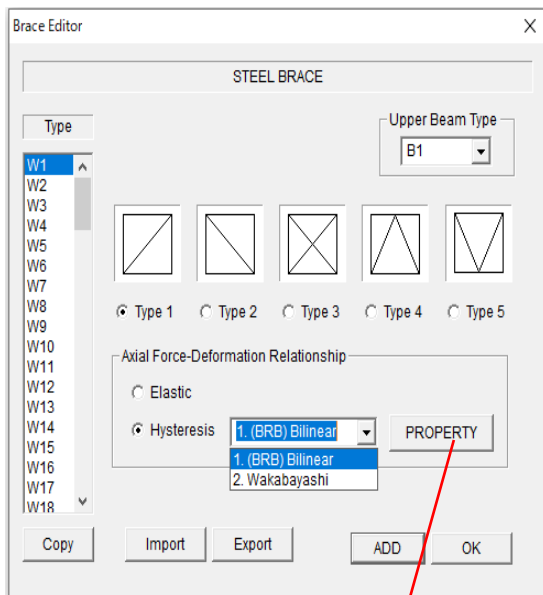 Brace Editor
STEEL BRACE
Type
Upper Beam Type
B1
W1
W2
W3
W4
W5
W6
W7
W8
W9
W10
W11
W12
W13
W14
W15
W16
W17
W18
Type 1
Type 2
Type 3
Type 4
Type 5
Axial Force-Deformation Relationship
Elastic
Hysteresis
1. (BRB) Bilinear
PROPERTY
1. (BRB) Bilinear
2. Wakabayashi
Copy
Import
Export
ADD
OK